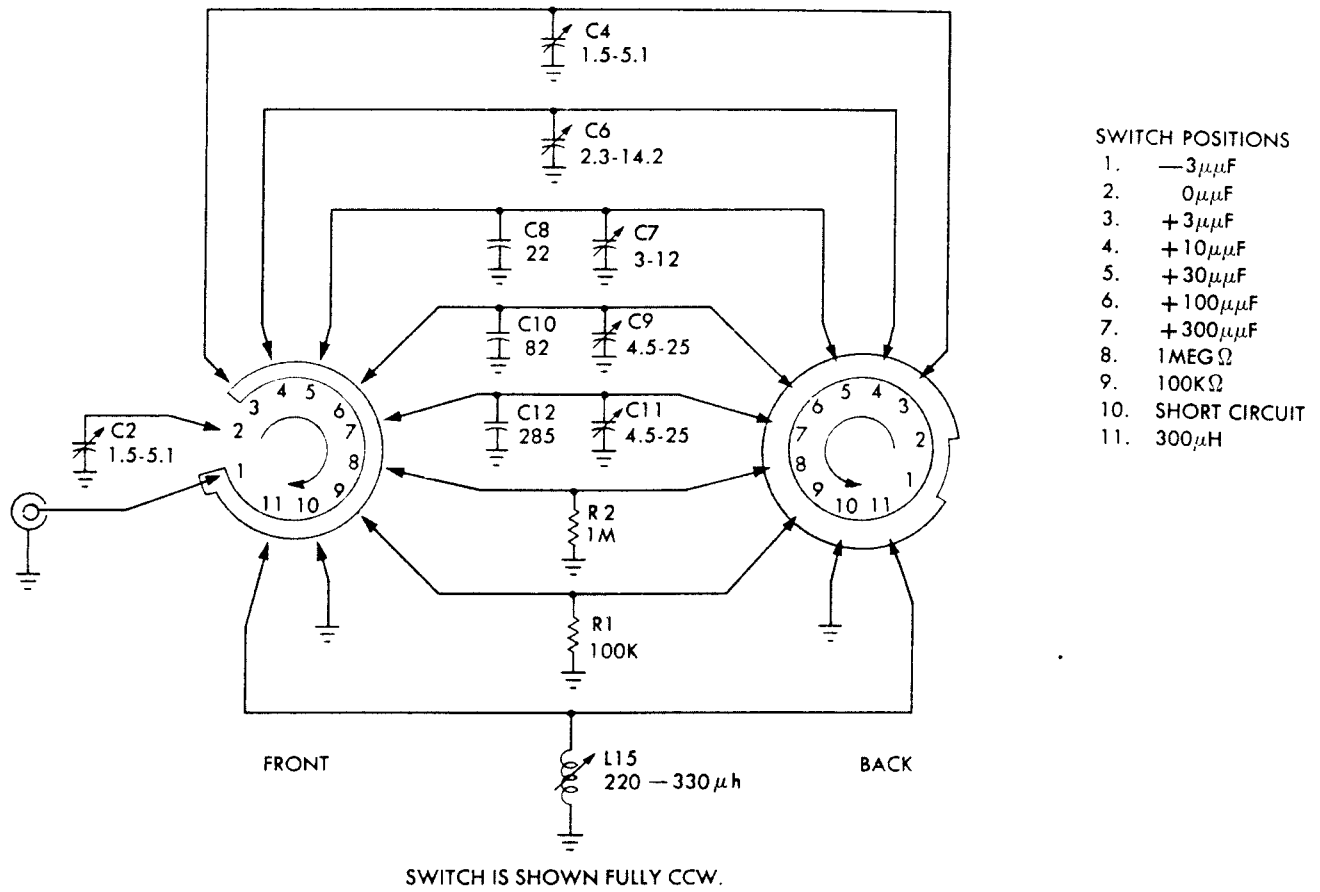 C4
1.5-5.1
C6
2.3-14.2
C8
22
C7
3-12
C10
82
C9
4.5-25
C12
285
C11
4.5-25
C2
1.5-5.1
1
2
3
4
5
6
7
8
9
10
11
1
2
3
4
5
6
7
8
9
10
11
R2
1M
R1
100K
L15
220 — 330 μh
FRONT
BACK
SWITCH IS SHOWN FULLY CCW.
SWITCH POSITIONS
1. —3μμF
2. 0μμF
3. +3μμF
4. +10μμF
5. +30μμF
6. +100μμF
7. +300μμF
8. 1MEGΩ
9. 100KΩ
10. SHORT CIRCUIT
11. 300μH